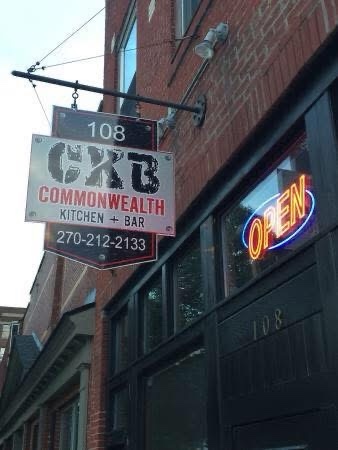 108
CKB
COMMONWEALTH
KITCHEN + BAR
270-212-2133
OPEN
108